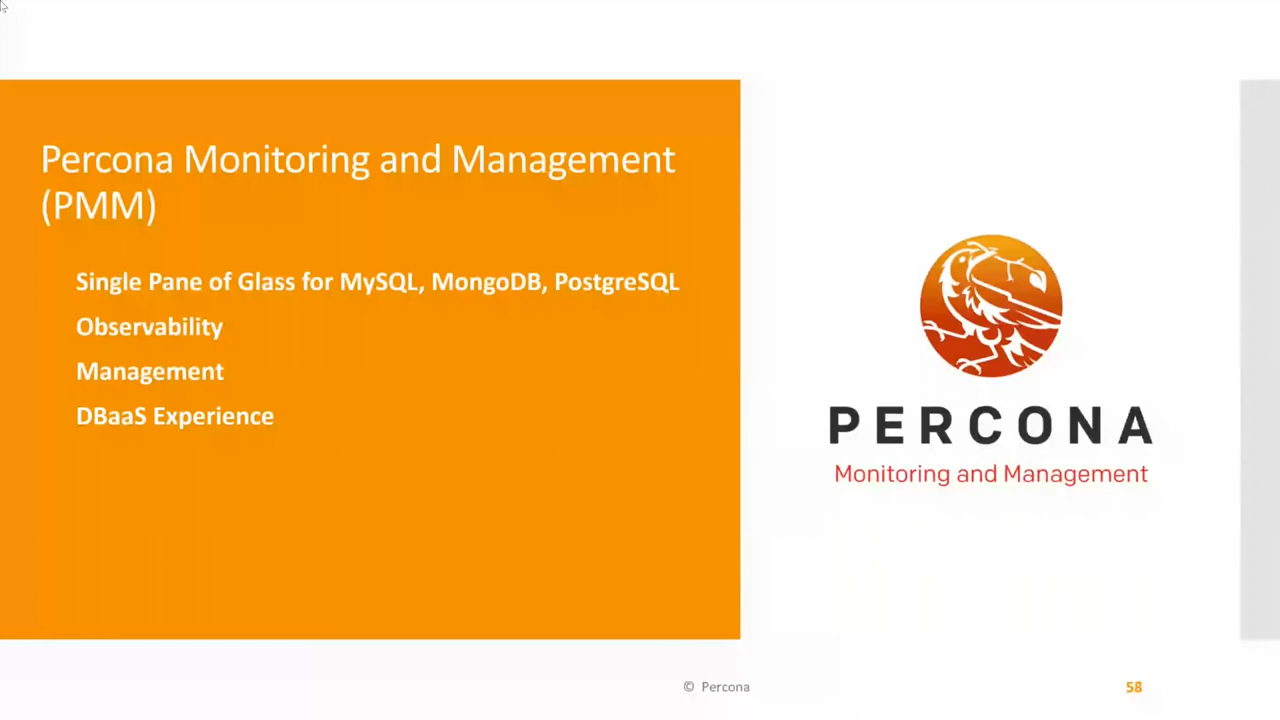 Percona Monitoring and Management
(PMM)
Single Pane of Glass for MySQL, MongoDB, PostgreSQL
Observability
Management
DBaaS Experience
PERCONA
Monitoring and Management
© Percona
58